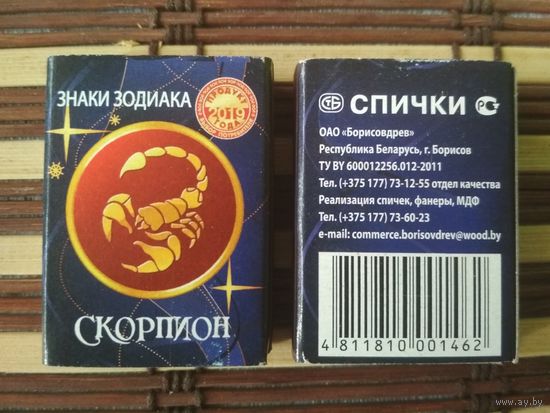 ЗНАКИ ЗОДИАКА
ПРОДУКТ
2019
ГОДА
СКОРПИОН
СПИЧКИ
ОАО «Борисовдрев»
Республика Беларусь, г. Борисов
ТУ BY 600012256.012-2011
Тел. (+375 177) 73-12-55 отдел качества
Реализация спичек, фанеры, МДФ
Тел. (+375 177) 73-60-23
e-mail: commerce.borisovdrev@wood.by
4 811810 001462
www.ay.by